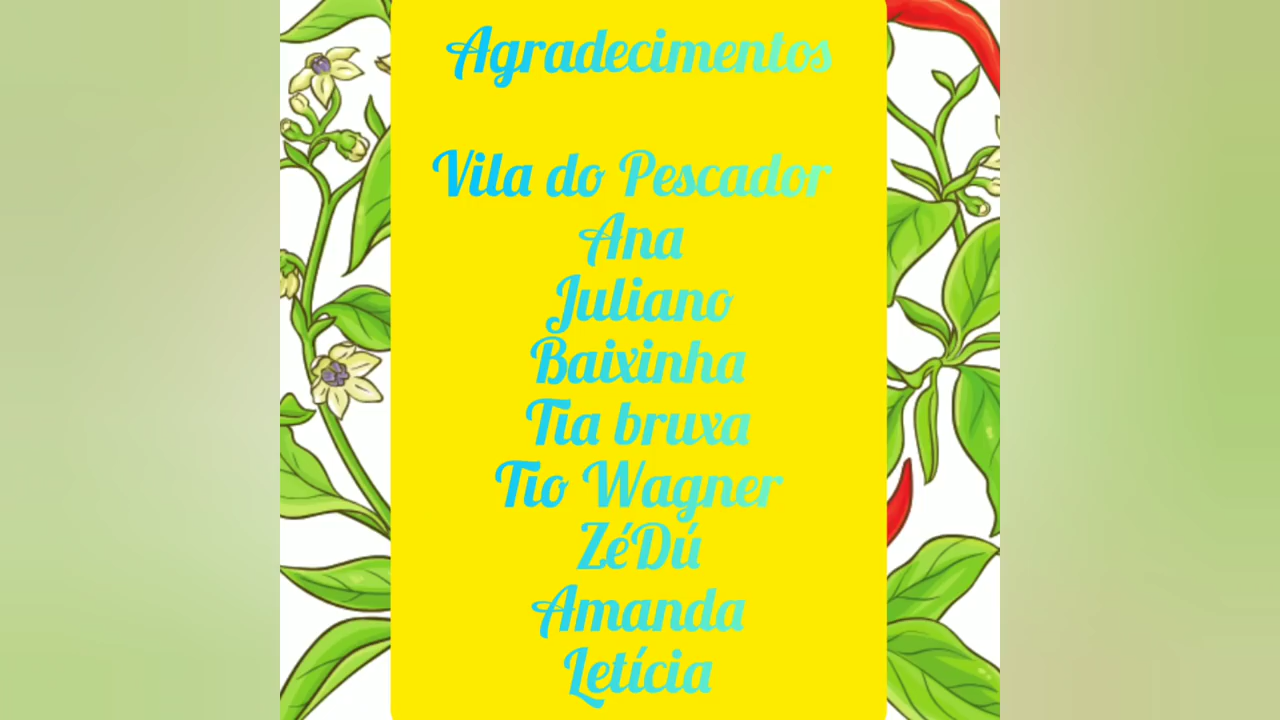 Agradecimentos
Vila do Pescador
Ana
Juliano
Baixinha
Tia bruxa
Tio Wagner
ZéDú
Amanda
Letícia